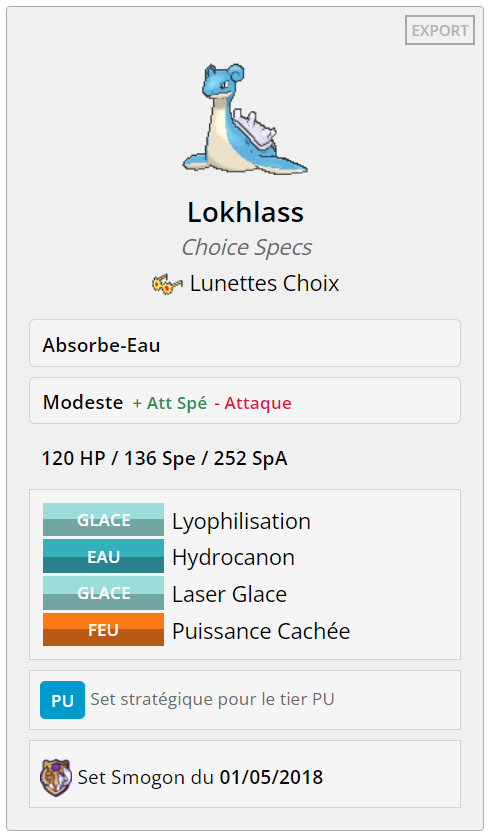 EXPORT
Lokhlass
Choice Specs
Lunettes Choix
Absorbe-Eau
Modeste + Att Spé - Attaque
120 HP / 136 Spe / 252 SpA
GLACE Lyophilisation
EAU Hydrocanon
GLACE Laser Glace
FEU Puissance Cachée
PU Set stratégique pour le tier PU
Set Smogon du 01/05/2018